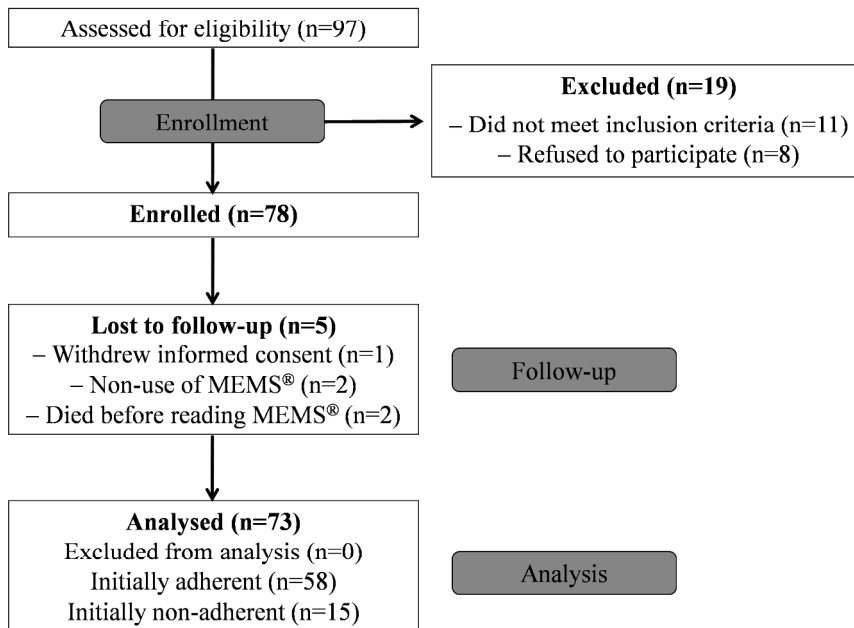 Assessed for eligibility (n=97)
Excluded (n=19)
– Did not meet inclusion criteria (n=11)
– Refused to participate (n=8)
Enrollment
Enrolled (n=78)
Lost to follow-up (n=5)
– Withdrew informed consent (n=1)
– Non-use of MEMS® (n=2)
– Died before reading MEMS® (n=2)
Follow-up
Analysed (n=73)
Excluded from analysis (n=0)
Initially adherent (n=58)
Initially non-adherent (n=15)
Analysis